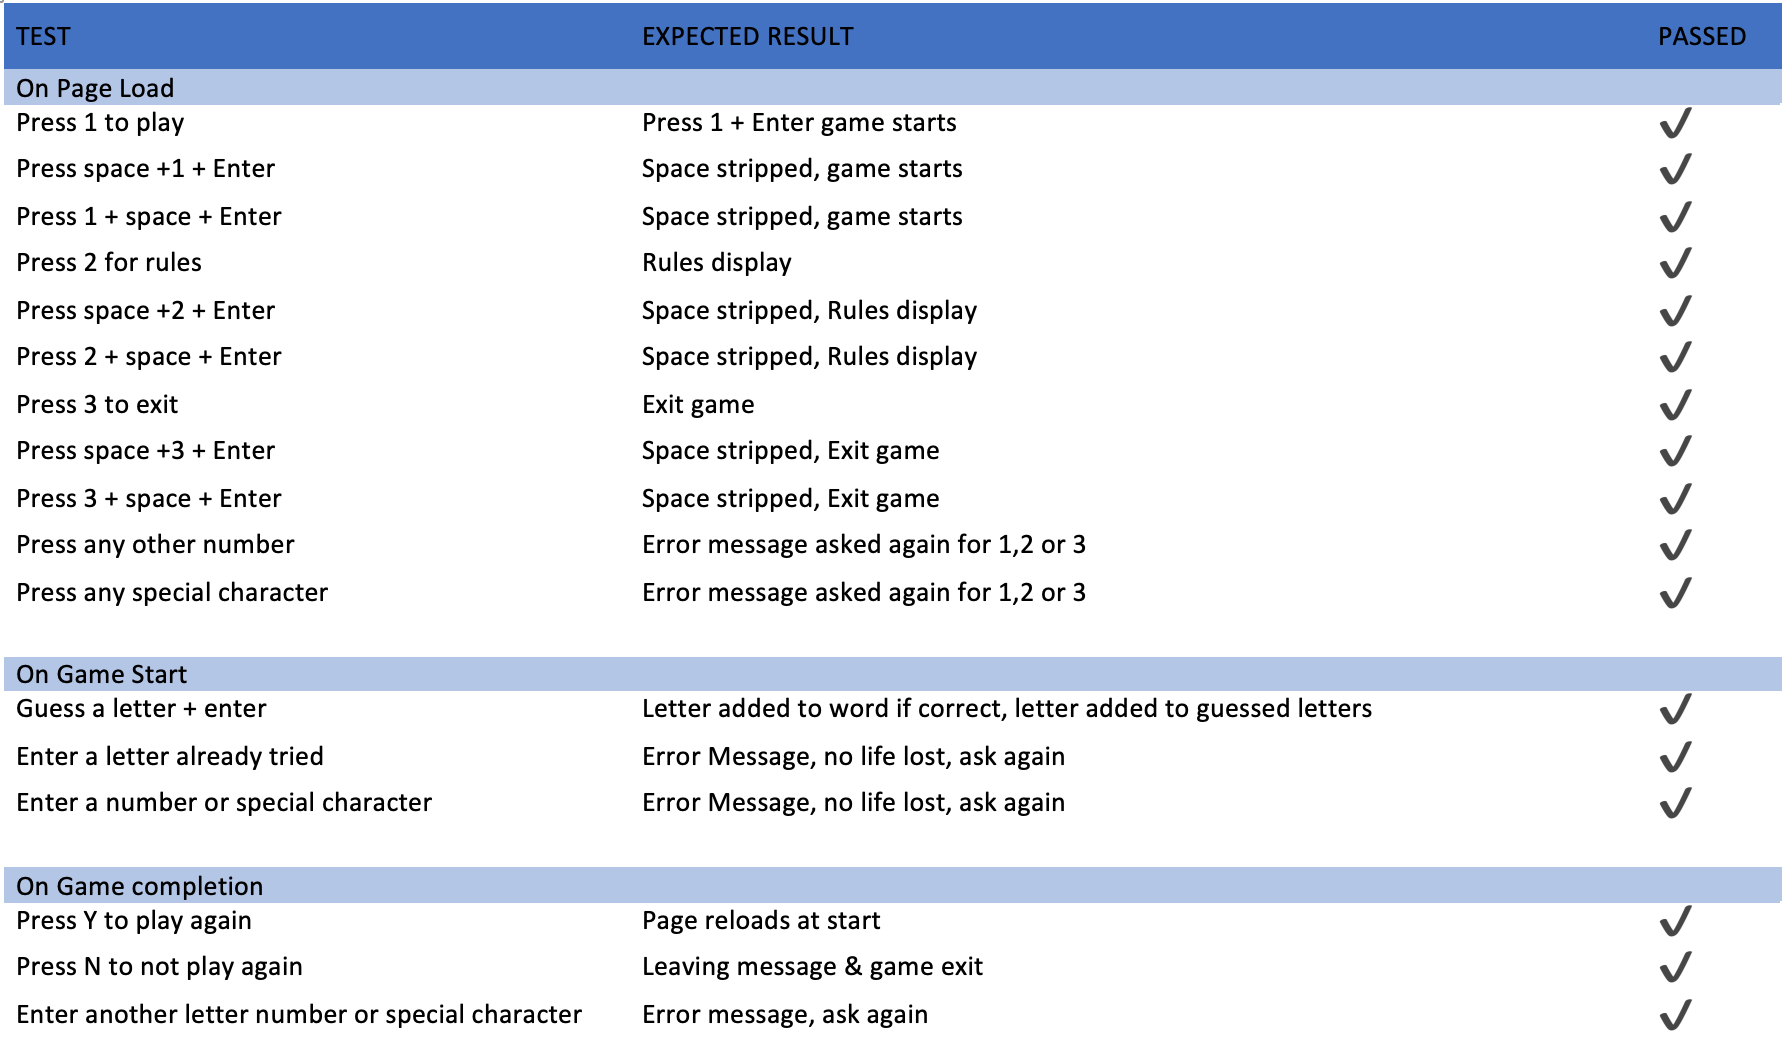 TEST EXPECTED RESULT PASSED
On Page Load
Press 1 to play Press 1 + Enter game starts ✓
Press space +1 + Enter Space stripped, game starts ✓
Press 1 + space + Enter Space stripped, game starts ✓
Press 2 for rules Rules display ✓
Press space +2 + Enter Space stripped, Rules display ✓
Press 2 + space + Enter Space stripped, Rules display ✓
Press 3 to exit Exit game ✓
Press space +3 + Enter Space stripped, Exit game ✓
Press 3 + space + Enter Space stripped, Exit game ✓
Press any other number Error message asked again for 1,2 or 3 ✓
Press any special character Error message asked again for 1,2 or 3 ✓
On Game Start
Guess a letter + enter Letter added to word if correct, letter added to guessed letters ✓
Enter a letter already tried Error Message, no life lost, ask again ✓
Enter a number or special character Error Message, no life lost, ask again ✓
On Game completion
Press Y to play again Page reloads at start ✓
Press N to not play again Leaving message & game exit ✓
Enter another letter number or special character Error message, ask again ✓